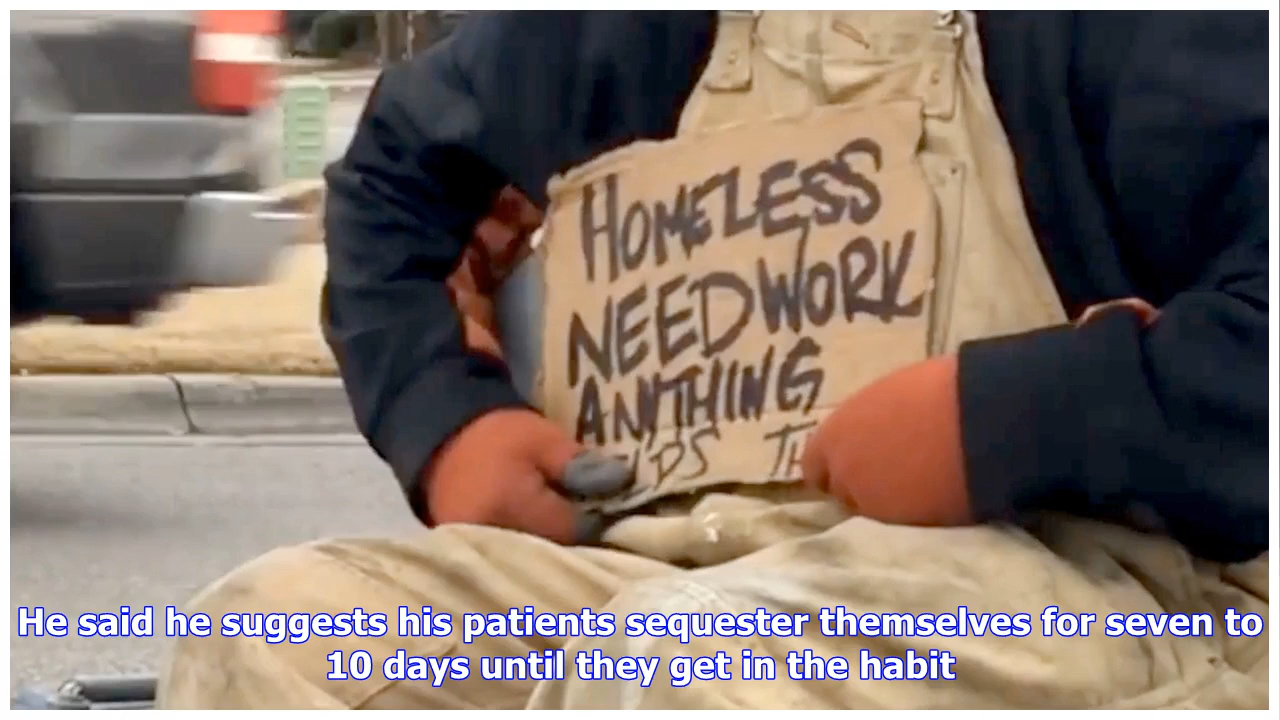 HOMELESS
NEED WORK
ANYTHING
He said he suggests his patients sequester themselves for seven to
10 days until they get in the habit